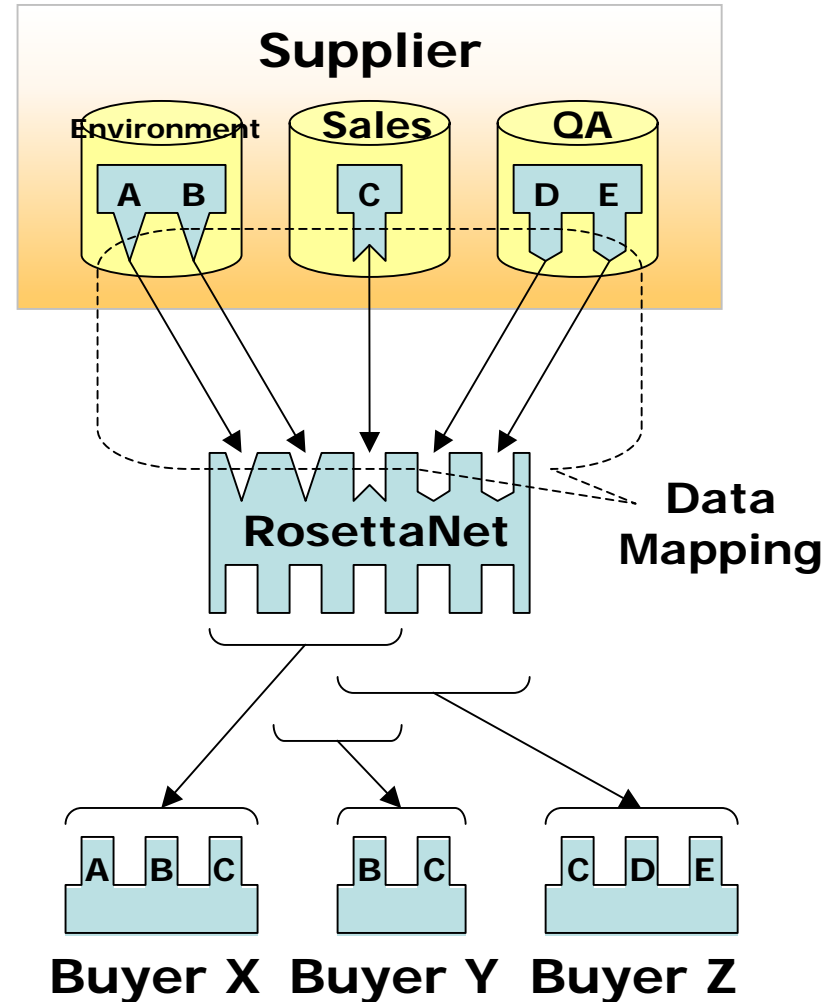 Supplier
Environment Sales QA
A B C D E
RosettaNet
Data
Mapping
A B C B C C D E
Buyer X Buyer Y Buyer Z